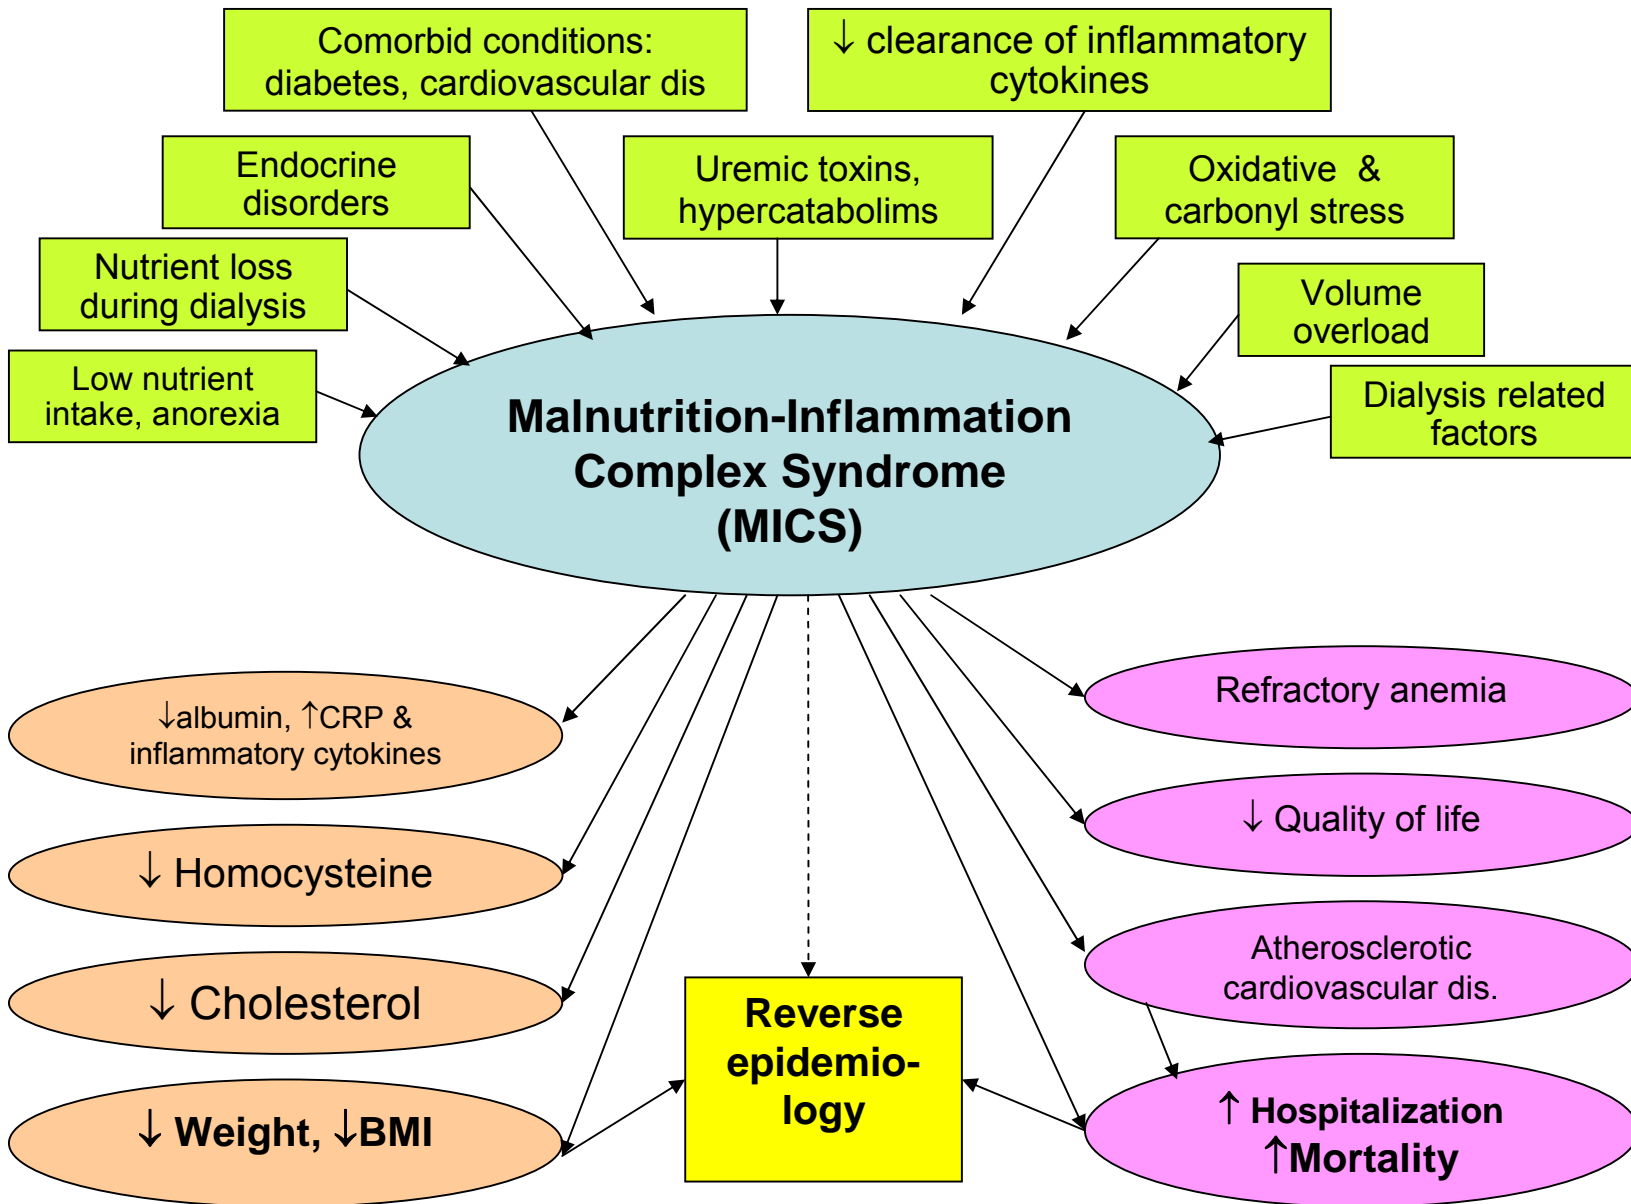 Comorbid conditions:
diabetes, cardiovascular dis
↓ clearance of inflammatory
cytokines
Endocrine
disorders
Uremic toxins,
hypercatabolims
Oxidative & 
carbonyl stress
Nutrient loss
during dialysis
Volume
overload
Low nutrient
intake, anorexia
Dialysis related
factors
Malnutrition-Inflammation
Complex Syndrome
(MICS)
↓albumin, ↑CRP &
inflammatory cytokines
↓ Homocysteine
↓ Cholesterol
↓ Weight, ↓BMI
Reverse
epidemio-
logy
Refractory anemia
↓ Quality of life
Atherosclerotic
cardiovascular dis.
↑ Hospitalization
↑Mortality